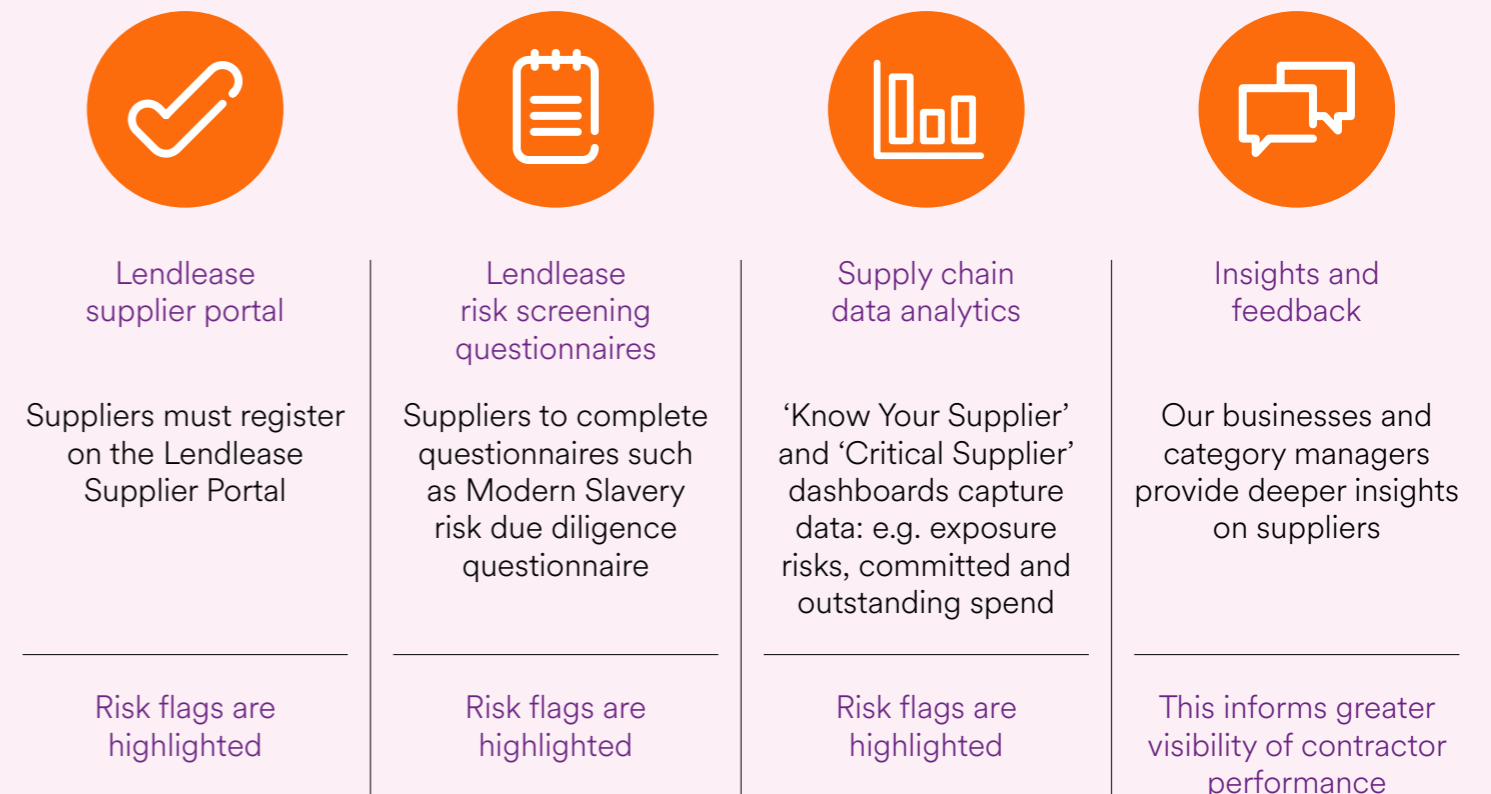 Lendlease
supplier portal
Suppliers must register
on the Lendlease
Supplier Portal
Risk flags are
highlighted
Lendlease
risk screening
questionnaires
Suppliers to complete
questionnaires such
as Modern Slavery
risk due diligence
questionnaire
Risk flags are
highlighted
Supply chain
data analytics
‘Know Your Supplier’
and ‘Critical Supplier’
dashboards capture
data: e.g. exposure
risks, committed and
outstanding spend
Risk flags are
highlighted
Insights and
feedback
Our businesses and
category managers
provide deeper insights
on suppliers
This informs greater
visibility of contractor
performance